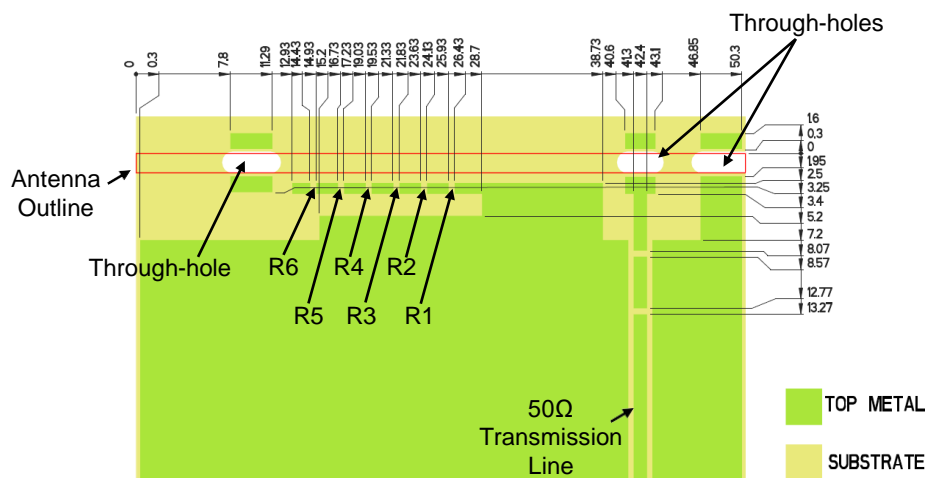 Through-holes
0
0.3
7.8
11.29
12.93
14.43
14.93
15.2
16.73
17.23
19.03
19.53
21.33
21.83
23.63
24.13
25.93
26.43
28.7
38.73
40.6
41.3
42.4
43.1
46.85
50.3
16
0.3
0
195
2.5
3.25
3.4
5.2
7.2
8.07
8.57
12.77
13.27
Antenna
Outline
Through-hole
R6
R4
R2
R5
R3
R1
50Ω
Transmission
Line
TOP METAL
SUBSTRATE